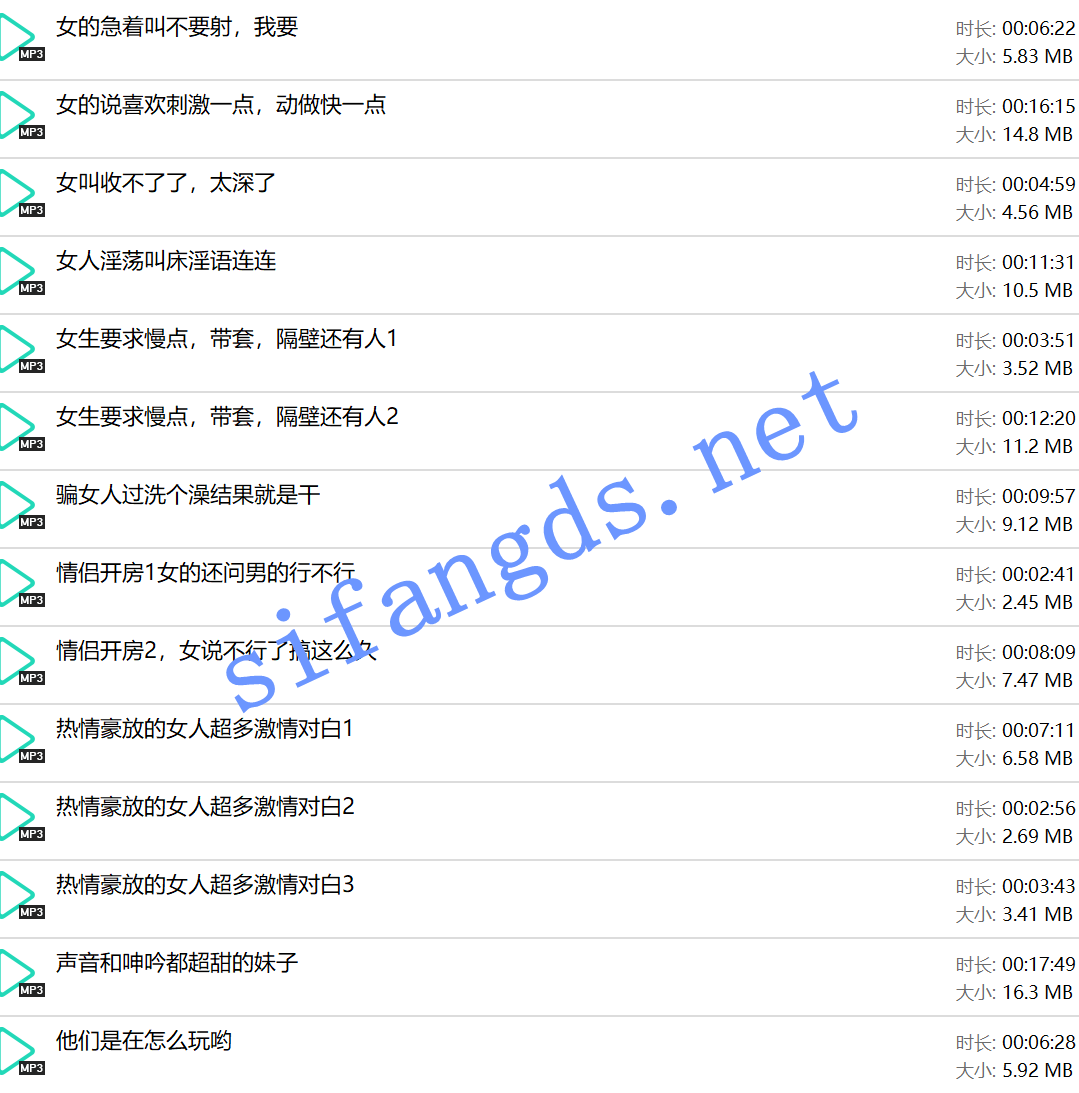 女的急着叫不要射，我要
时长: 00:06:22
MP3
大小: 5.83 MB
女的说喜欢刺激一点，动做快一点
时长: 00:16:15
MP3
大小: 14.8 MB
女叫收不了了，太深了
时长: 00:04:59
MP3
大小: 4.56 MB
女人淫荡叫床淫语连连
时长: 00:11:31
MP3
大小: 10.5 MB
女生要求慢点，带套，隔壁还有人1
时长: 00:03:51
MP3
大小: 3.52 MB
女生要求慢点，带套，隔壁还有人2
时长: 00:12:20
MP3
大小: 11.2 MB
骗女人过洗个澡结果就是干
时长: 00:09:57
MP3
大小: 9.12 MB
情侣开房1女的还问男的行不行
时长: 00:02:41
MP3
大小: 2.45 MB
情侣开房2，女说不行了搞这么久
时长: 00:08:09
MP3
大小: 7.47 MB
热情豪放的女人超多激情对白1
时长: 00:07:11
MP3
大小: 6.58 MB
热情豪放的女人超多激情对白2
时长: 00:02:56
MP3
大小: 2.69 MB
热情豪放的女人超多激情对白3
时长: 00:03:43
MP3
大小: 3.41 MB
声音和呻吟都超甜的妹子
时长: 00:17:49
MP3
大小: 16.3 MB
他们是在怎么玩哟
时长: 00:06:28
MP3
大小: 5.92 MB
sifangds.net